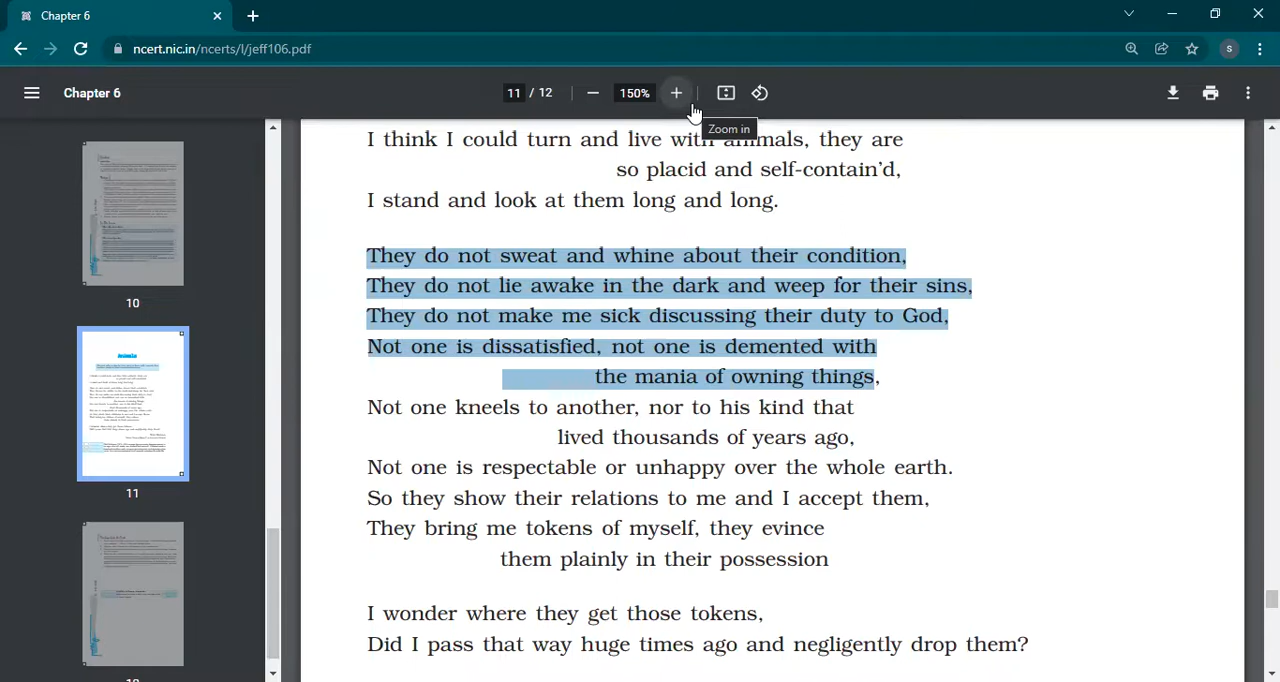 Chapter 6
ncert.nic.in/ncerts/l/jeff106.pdf
S
Chapter 6
11 / 12
150%
Zoom in
10
11
I think I could turn and live with animals, they are
so placid and self-contain'd,
I stand and look at them long and long.
They do not sweat and whine about their condition,
They do not lie awake in the dark and weep for their sins,
They do not make me sick discussing their duty to God,
Not one is dissatisfied, not one is demented with
the mania of owning things,
Not one kneels to another, nor to his kind that
lived thousands of years ago,
Not one is respectable or unhappy over the whole earth.
So they show their relations to me and I accept them,
They bring me tokens of myself, they evince
them plainly in their possession
I wonder where they get those tokens,
Did I pass that way huge times ago and negligently drop them?